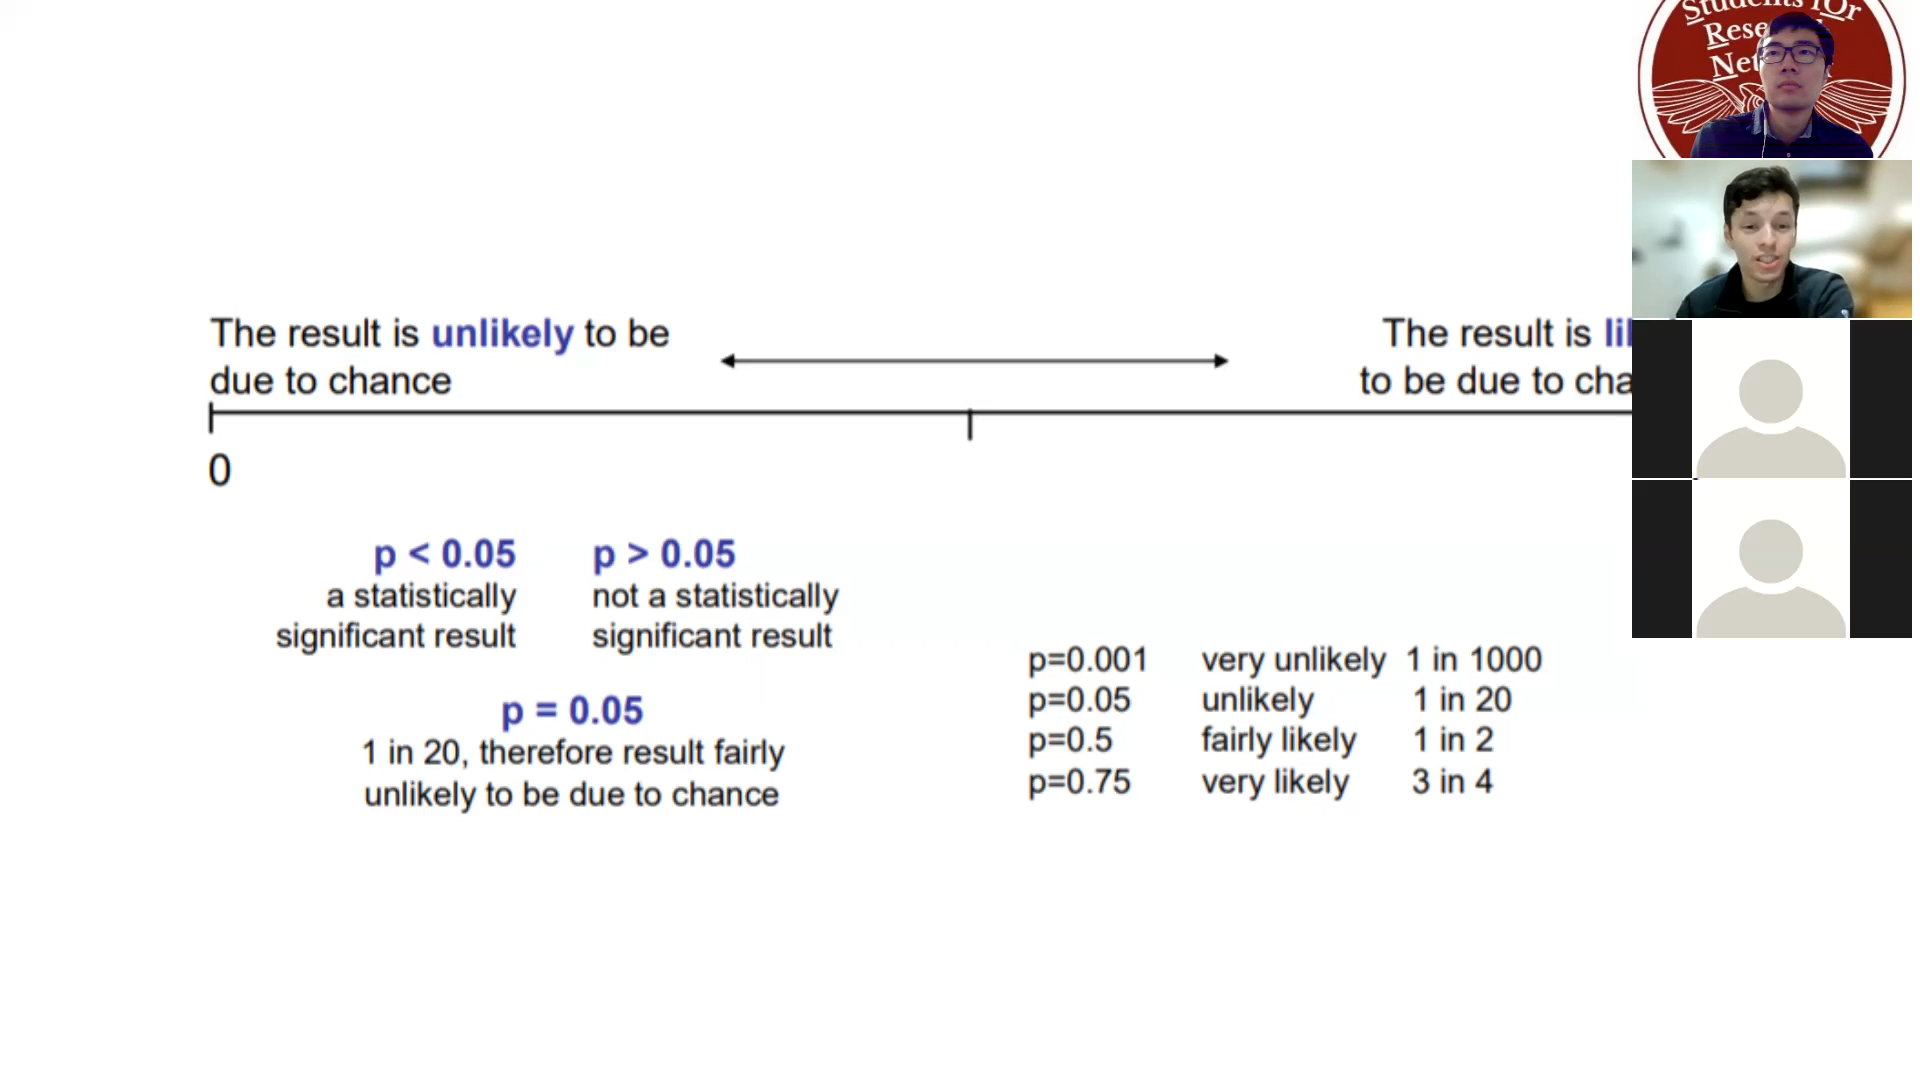 Students fOr
The result is unlikely to be
due to chance
The result is
to be due to
0
p < 0.05
a statistically
significant result
p > 0.05
not a statistically
significant result
p = 0.05
1 in 20, therefore result fairly
unlikely to be due to chance
p=0.001 very unlikely 1 in 1000
p=0.05 unlikely 1 in 20
p=0.5 fairly likely 1 in 2
p=0.75 very likely 3 in 4